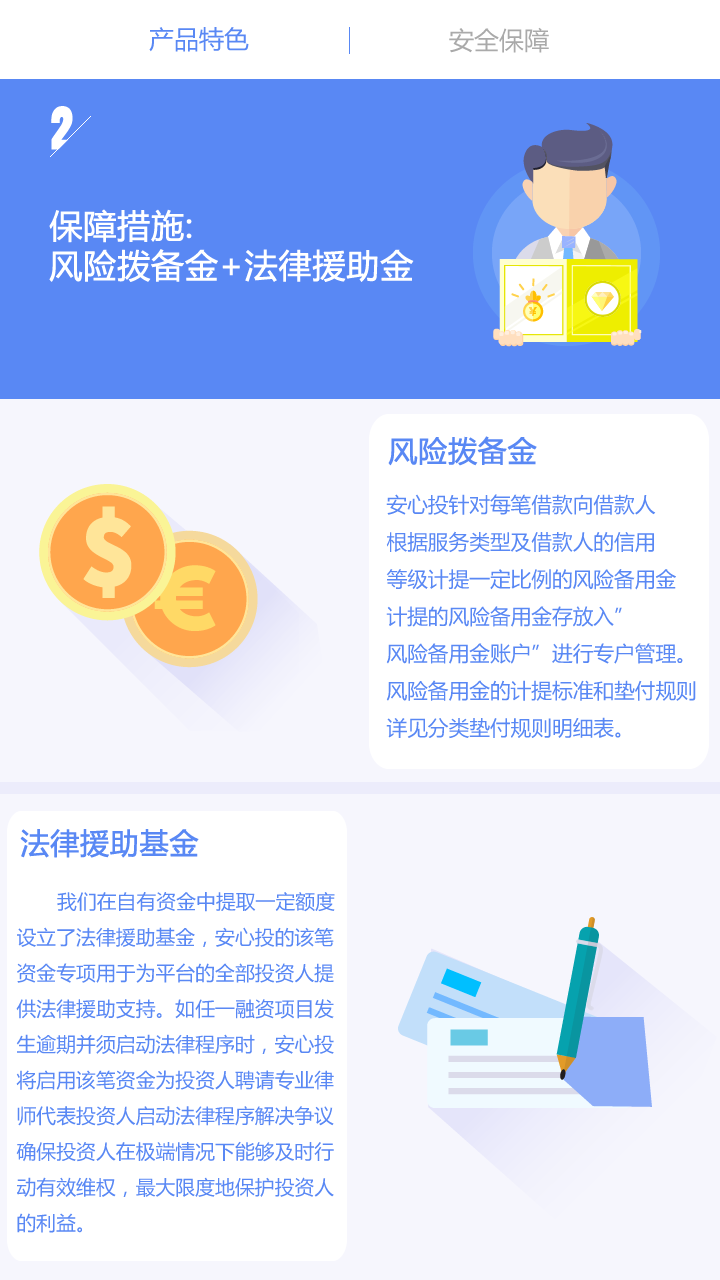 产品特色
安全保障
2
保障措施:
风险拨备金+法律援助金
¥
风险拨备金
安心投针对每笔借款向借款人
根据服务类型及借款人的信用
等级计提一定比例的风险备用金
计提的风险备用金存放入”
风险备用金账户”进行专户管理。
风险备用金的计提标准和垫付规则
详见分类垫付规则明细表。
$
€
法律援助基金
我们在自有资金中提取一定额度
设立了法律援助基金，安心投的该笔
资金专项用于为平台的全部投资人提
供法律援助支持。如任一融资项目发
生逾期并须启动法律程序时，安心投
将启用该笔资金为投资人聘请专业律
师代表投资人启动法律程序解决争议
确保投资人在极端情况下能够及时行
动有效维权，最大限度地保护投资人
的利益。